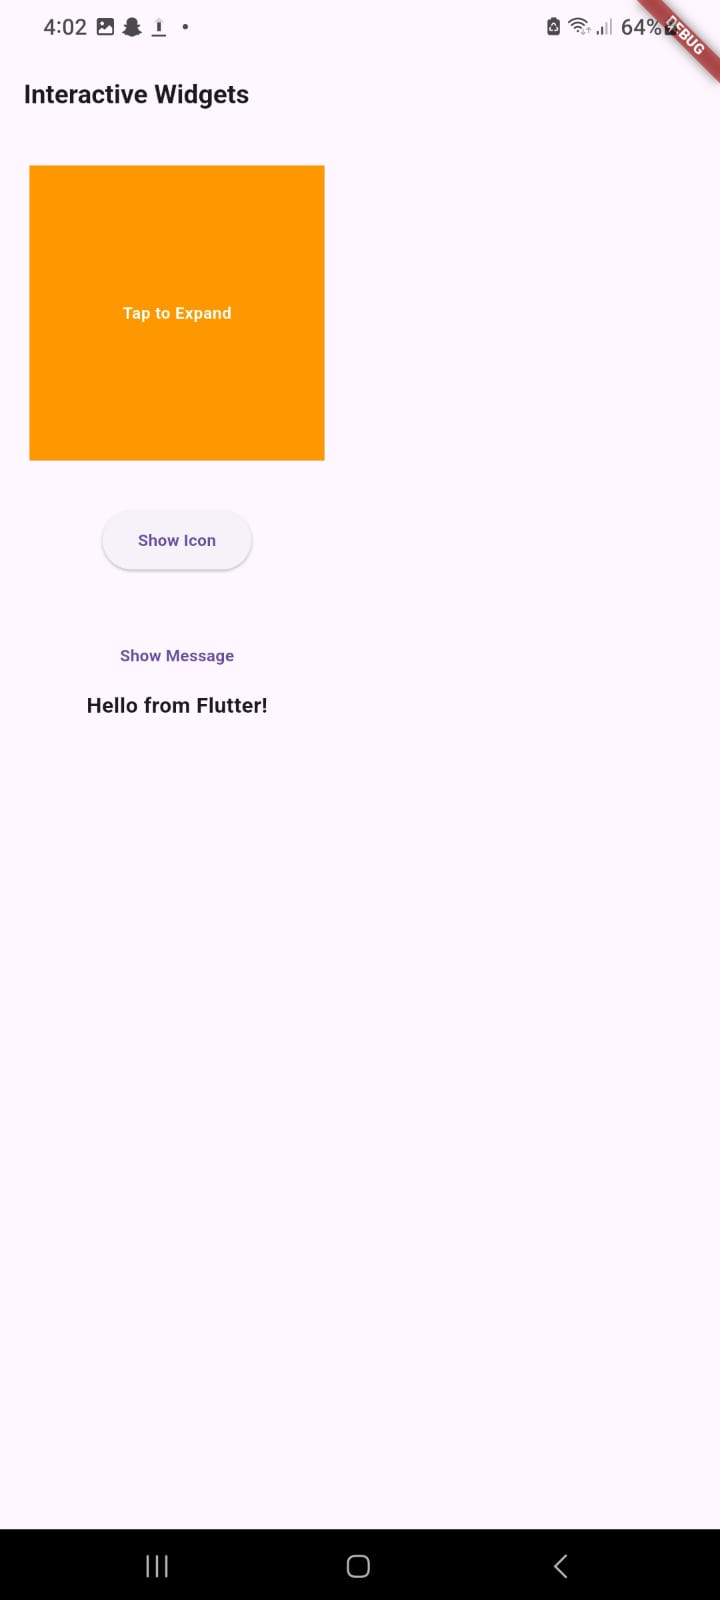 4:02
64%
DEBUG
Interactive Widgets
Tap to Expand
Show Icon
Show Message
Hello from Flutter!